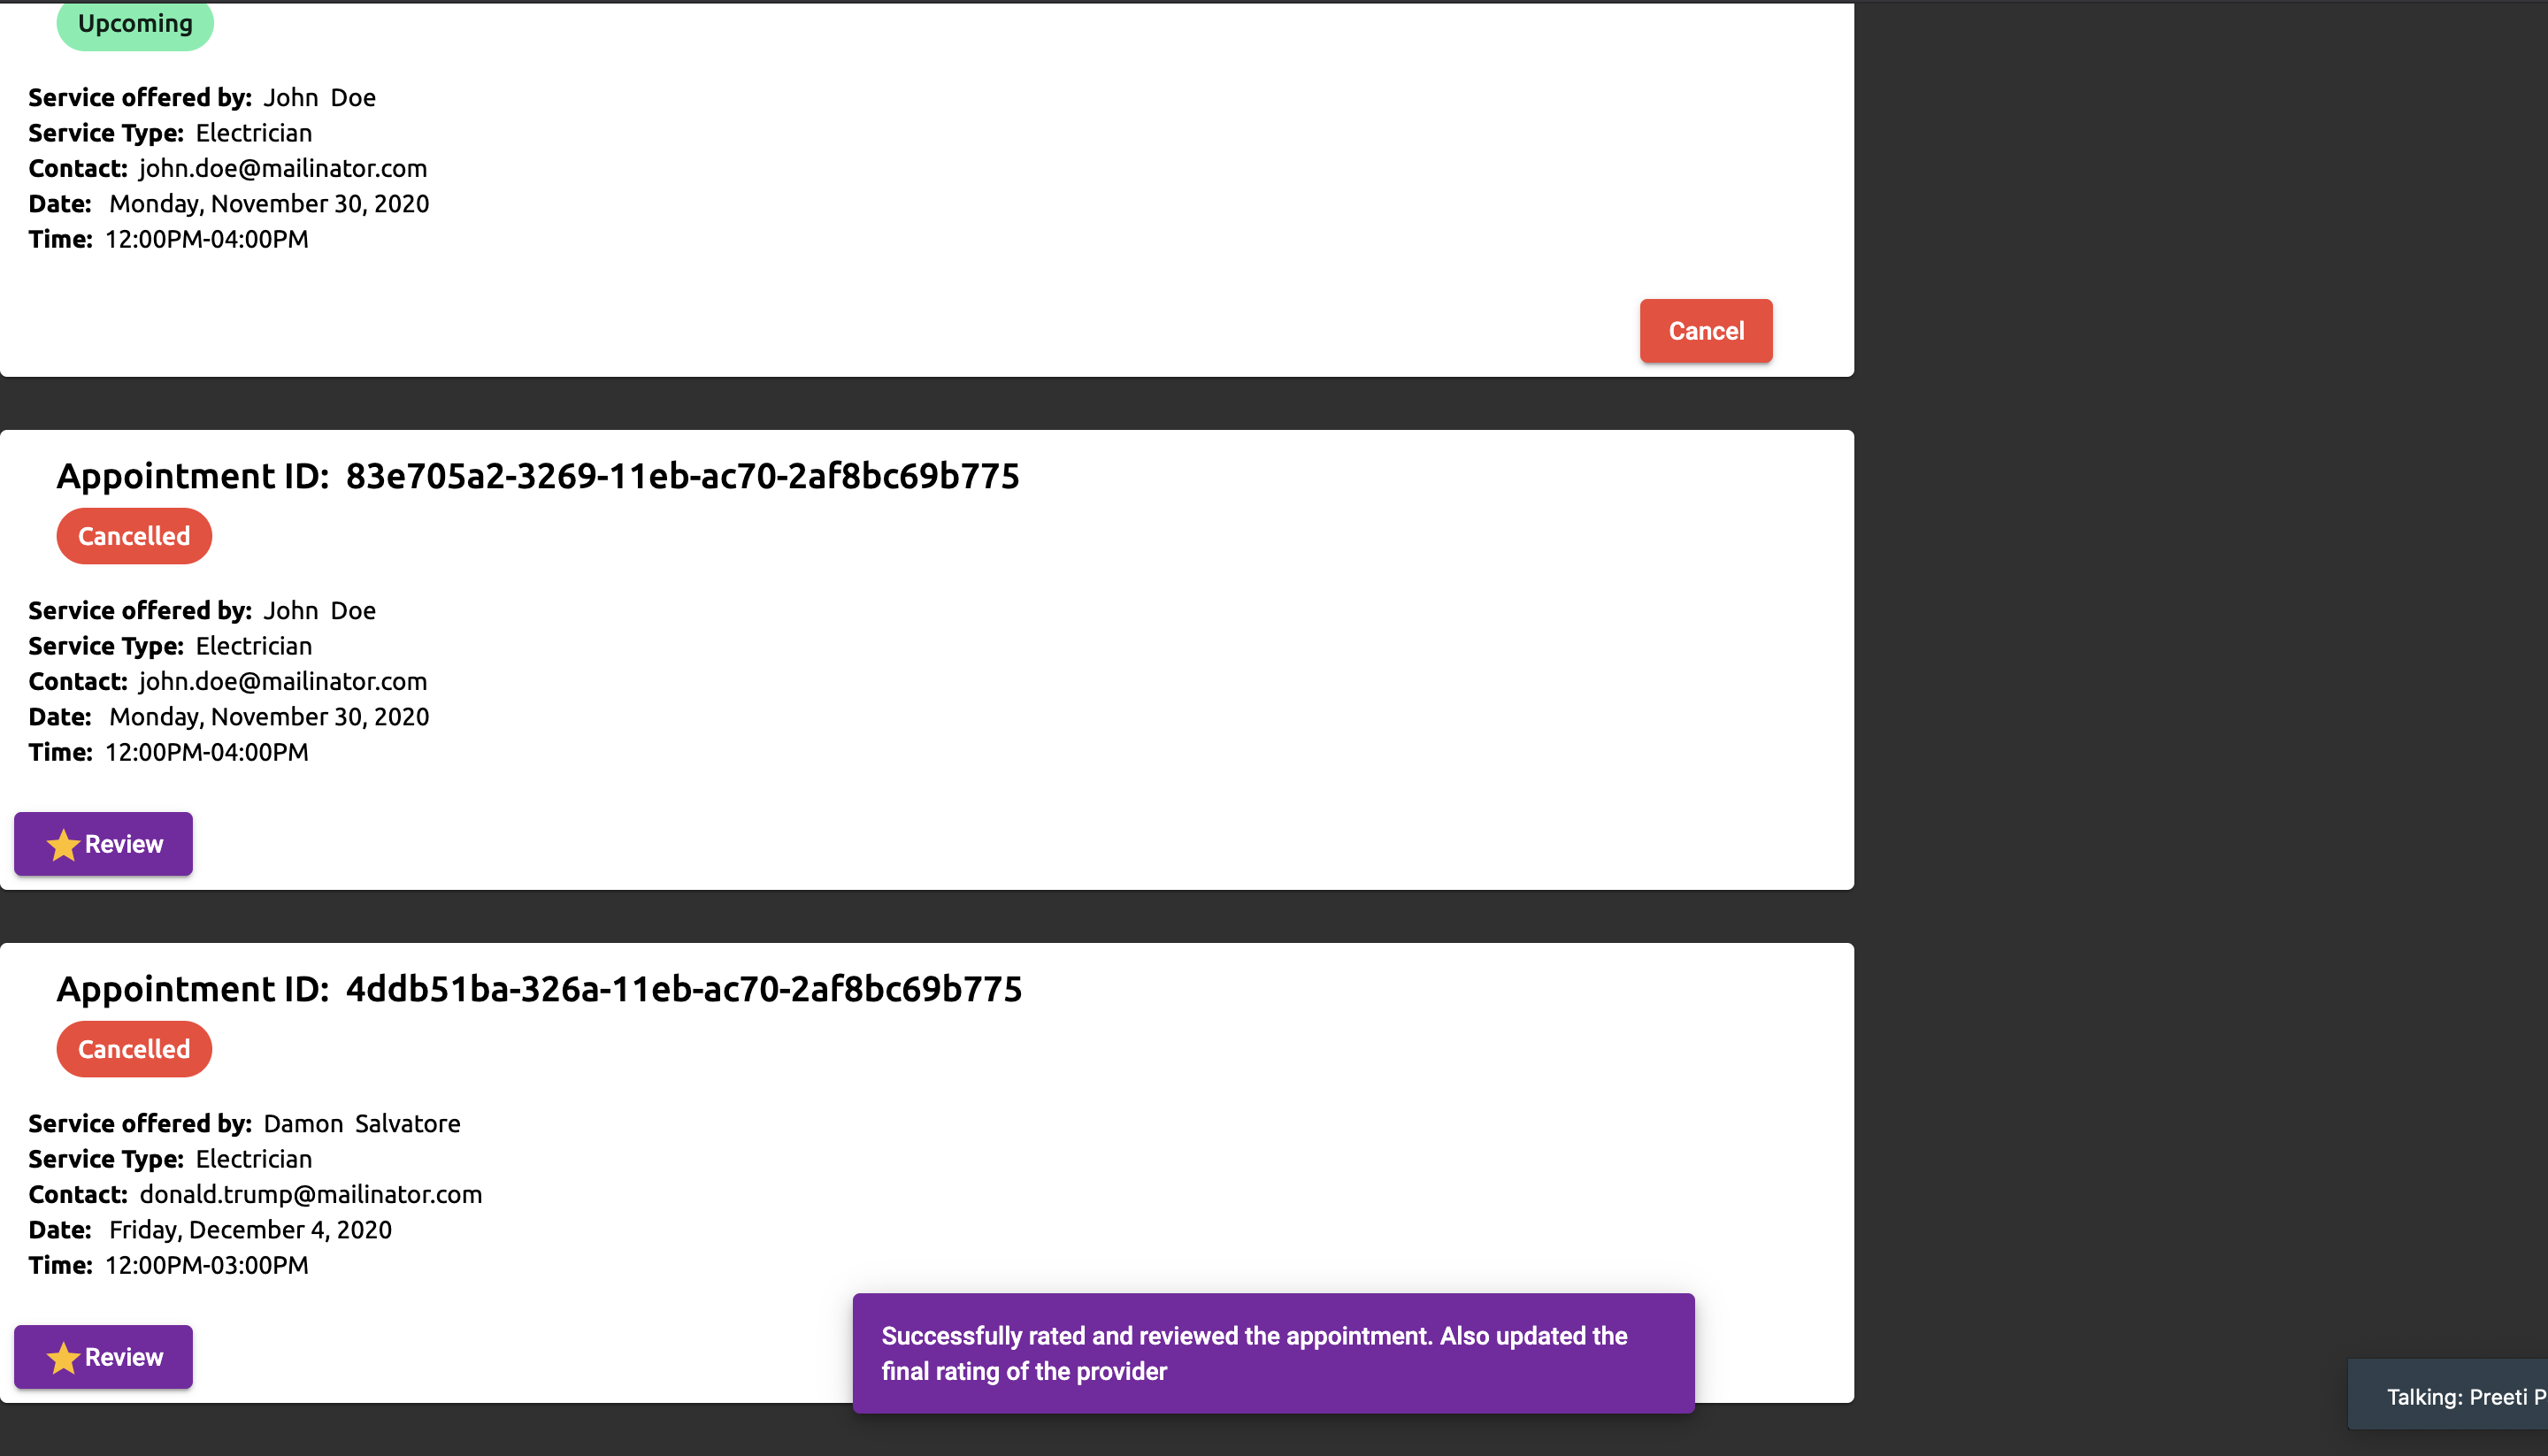 Upcoming
Service offered by: John Doe
Service Type: Electrician
Contact: john.doe@mailinator.com
Date: Monday, November 30, 2020
Time: 12:00PM-04:00PM
Cancel
Appointment ID: 83e705a2-3269-11eb-ac70-2af8bc69b775
Cancelled
Service offered by: John Doe
Service Type: Electrician
Contact: john.doe@mailinator.com
Date: Monday, November 30, 2020
Time: 12:00PM-04:00PM
Review
Appointment ID: 4ddb51ba-326a-11eb-ac70-2af8bc69b775
Cancelled
Service offered by: Damon Salvatore
Service Type: Electrician
Contact: donald.trump@mailinator.com
Date: Friday, December 4, 2020
Time: 12:00PM-03:00PM
Review
Successfully rated and reviewed the appointment. Also updated the
final rating of the provider
Talking: Preeti P